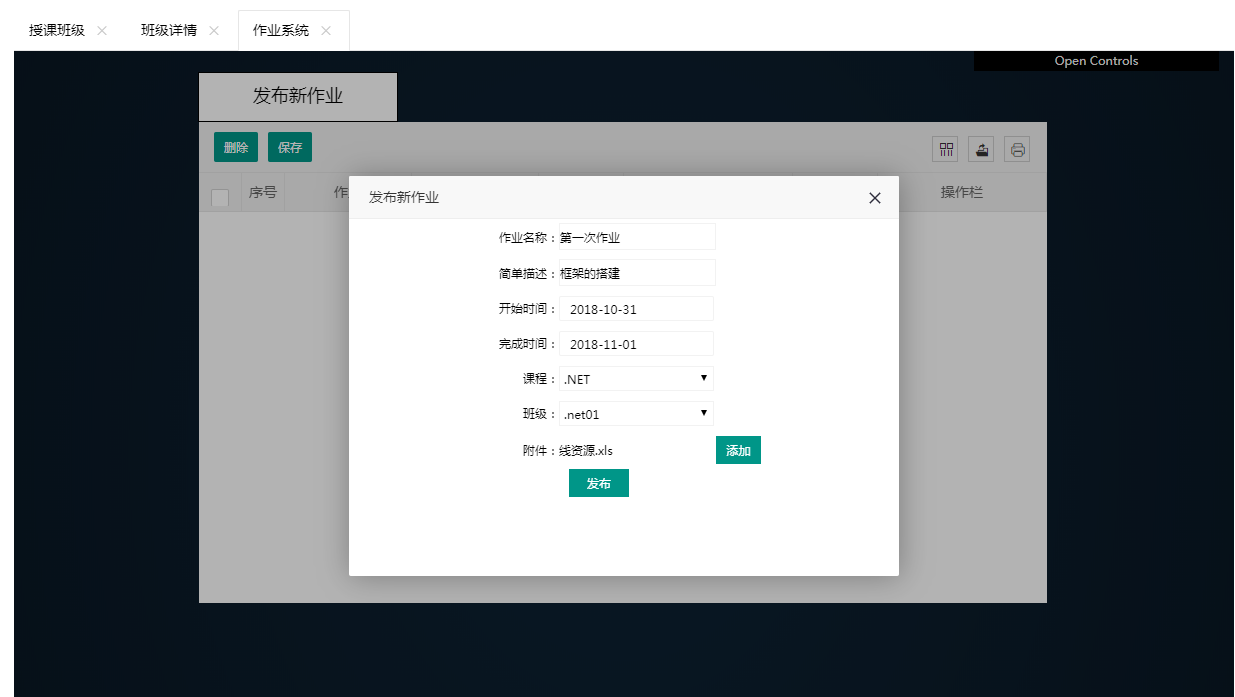 授课班级 班级详情 作业系统
Open Controls
发布新作业
删除 保存
序号 作 操作栏
发布新作业
作业名称：第一次作业
简单描述：框架的搭建
开始时间：2018-10-31
完成时间：2018-11-01
课程：.NET
班级：.net01
附件：线资源.xls 添加
发布